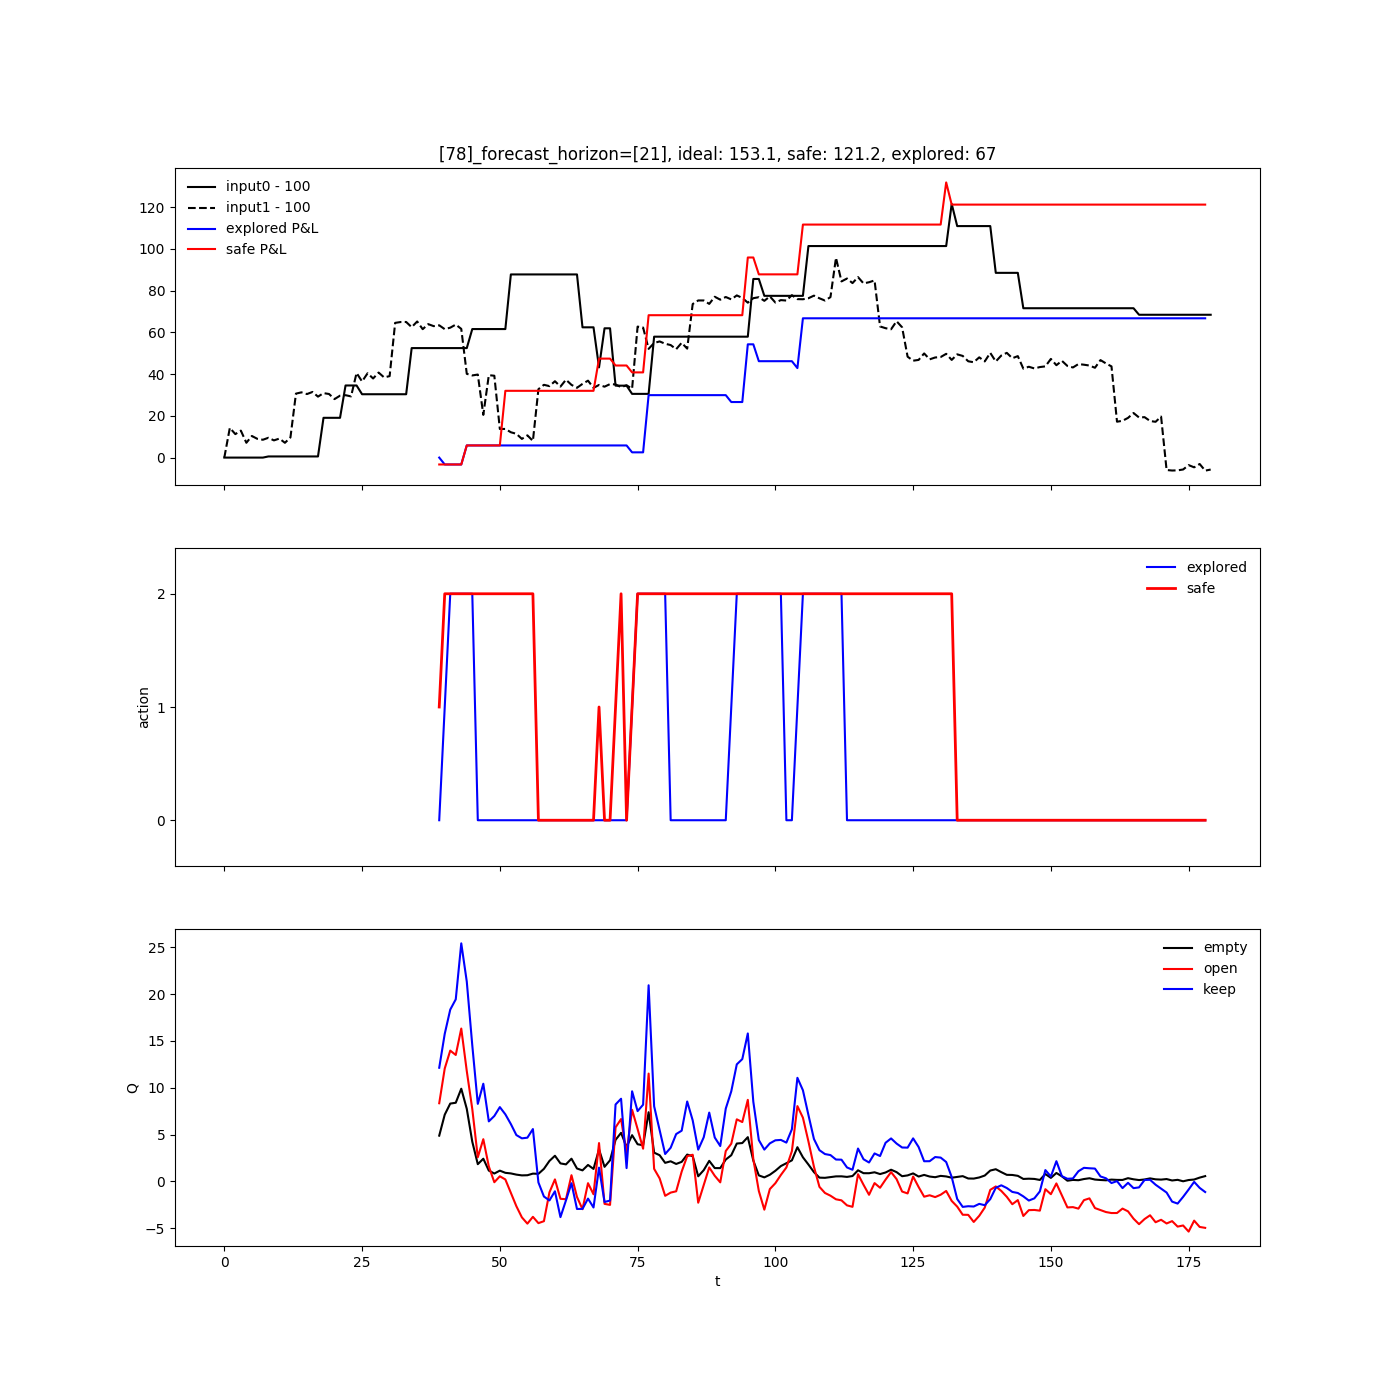 [78]_forecast_horizon=[21], ideal: 153.1, safe: 121.2, explored: 67
input0 - 100
input1 - 100
explored P&L
safe P&L
120
100
80
60
40
20
0
explored
safe
2
1
0
action
empty
open
keep
25
20
15
10
5
0
−5
Q
0 25 50 75 100 125 150 175
t